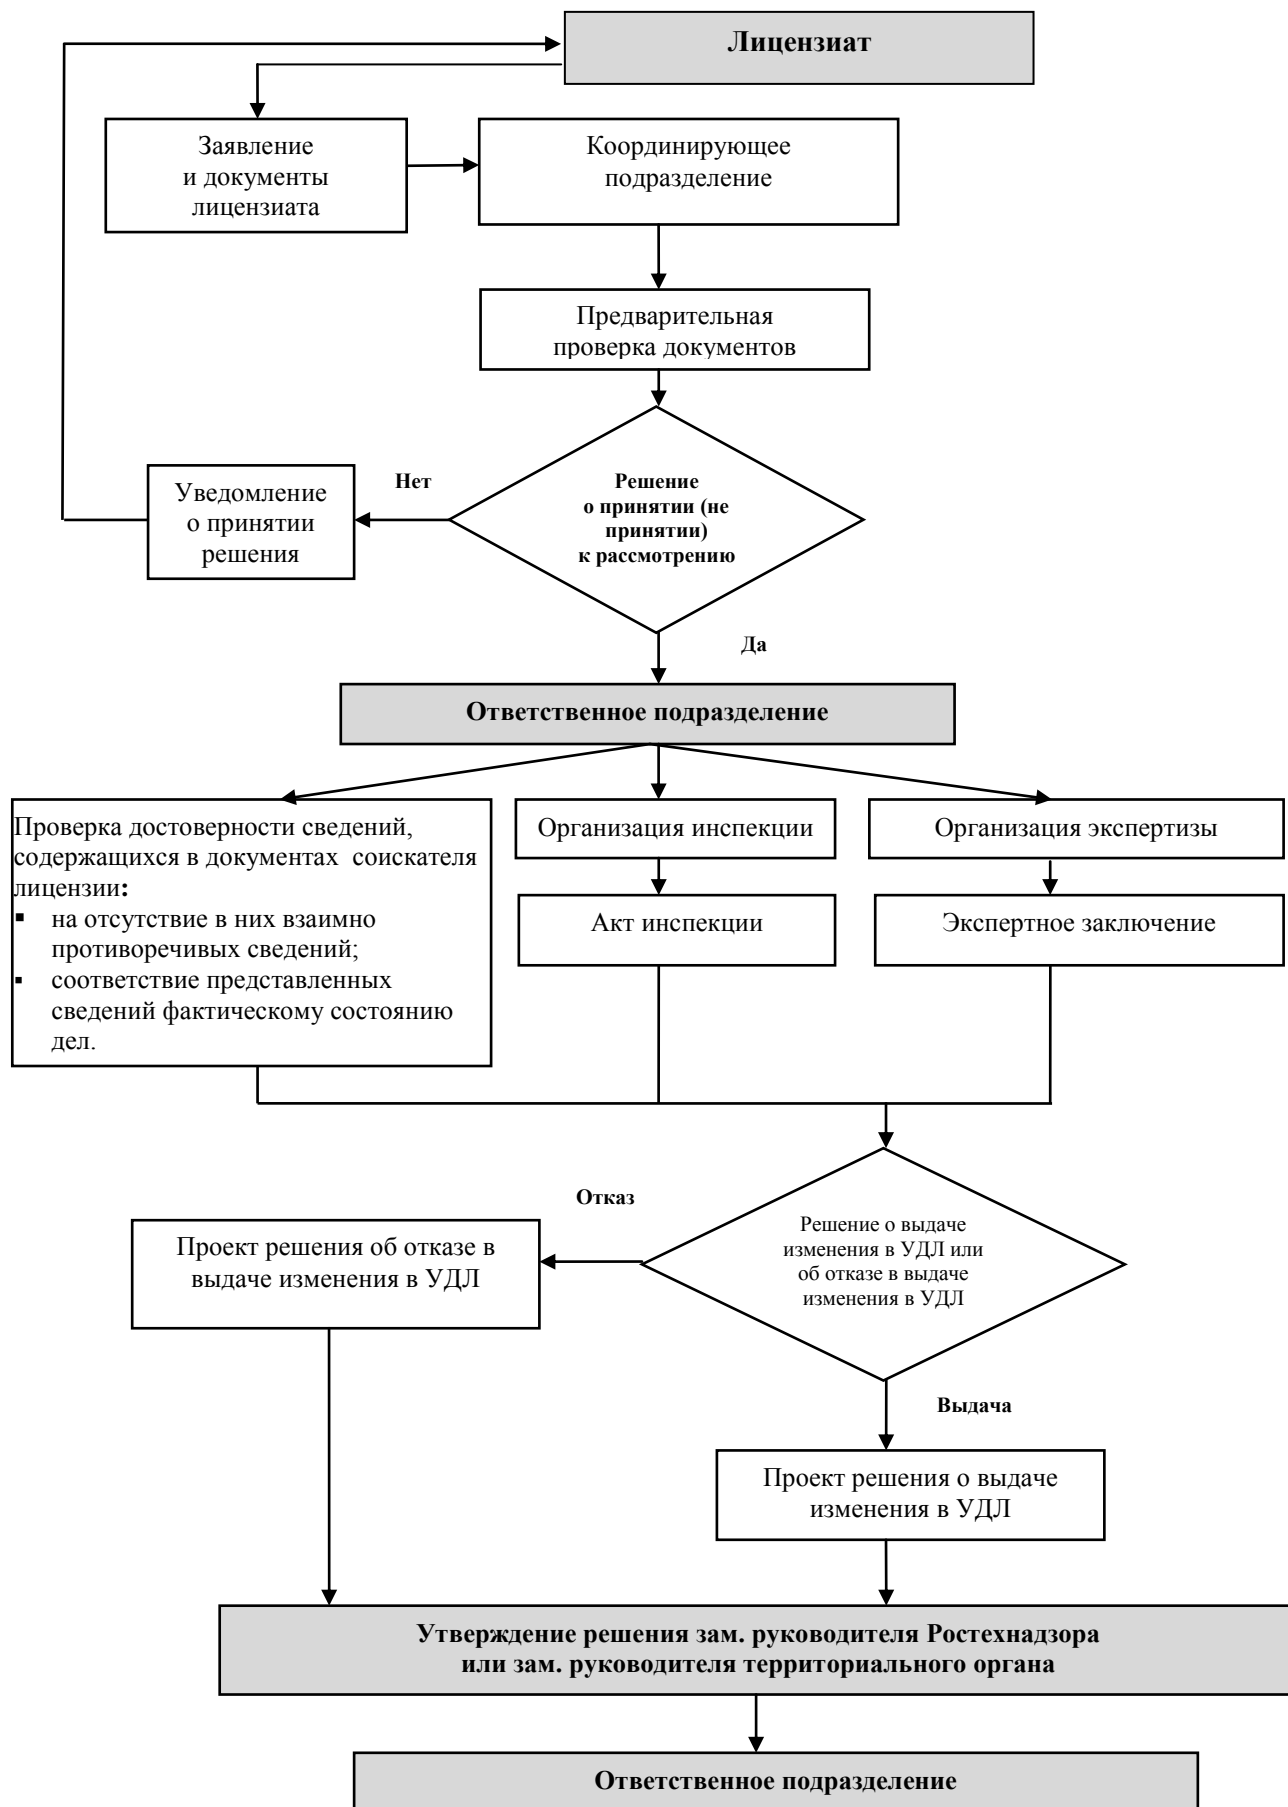 Лицензиат
Заявление
и документы
лицензиата
Координирующее
подразделение
Предварительная
проверка документов
Нет
Решение
о принятии (не
принятии)
к рассмотрению
Уведомление
о принятии
решения
Да
Ответственное подразделение
Проверка достоверности сведений,
содержащихся в документах соискателя
лицензии:
▪ на отсутствие в них взаимно
противоречивых сведений;
▪ соответствие представленных
сведений фактическому состоянию
дел.
Организация инспекции
Организация экспертизы
Акт инспекции
Экспертное заключение
Отказ
Решение о выдаче
изменения в УДЛ или
об отказе в выдаче
изменения в УДЛ
Проект решения об отказе в
выдаче изменения в УДЛ
Выдача
Проект решения о выдаче
изменения в УДЛ
Утверждение решения зам. руководителя Ростехнадзора
или зам. руководителя территориального органа
Ответственное подразделение